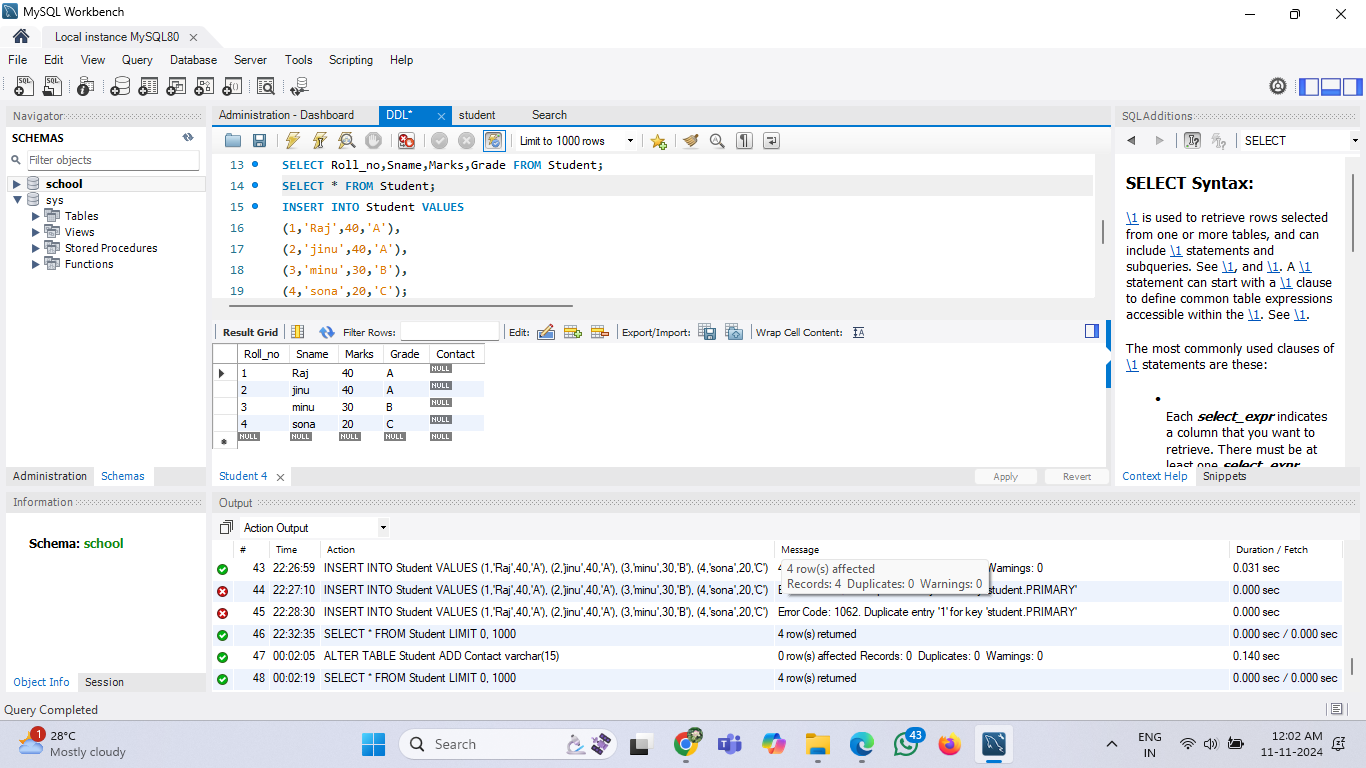 MySQL Workbench
Local instance MySQL80
File Edit View Query Database Server Tools Scripting Help
Navigator
SCHEMAS
Filter objects
school
sys
Tables
Views
Stored Procedures
Functions
Administration Schemas
Information
Schema: school
Object Info Session
Administration - Dashboard DDL* student Search
Limit to 1000 rows
13 SELECT Roll_no,Sname,Marks,Grade FROM Student;
14 SELECT * FROM Student;
15 INSERT INTO Student VALUES
16 (1,'Raj',40,'A'),
17 (2,'jinu',40,'A'),
18 (3,'minu',30,'B'),
19 (4,'sona',20,'C');
Result Grid Filter Rows: Edit: Export/Import: Wrap Cell Content:
Roll_no Sname Marks Grade Contact
1 Raj 40 A NULL
2 jinu 40 A NULL
3 minu 30 B NULL
4 sona 20 C NULL
NULL NULL NULL NULL NULL
Student 4 Apply Revert
SQLAdditions
SELECT
SELECT Syntax:
\1 is used to retrieve rows selected
from one or more tables, and can
include \1 statements and
subqueries. See \1, and \1. A \1
statement can start with a \1 clause
to define common table expressions
accessible within the \1. See \1.
The most commonly used clauses of
\1 statements are these:
Each select_expr indicates
a column that you want to
retrieve. There must be at
least one select_expr
Context Help Snippets
Output
Action Output
# Time Action Message Duration / Fetch
43 22:26:59 INSERT INTO Student VALUES (1,'Raj',40,'A'), (2,'jinu',40,'A'), (3,'minu',30,'B'), (4,'sona',20,'C') Warnings: 0 0.031 sec
4 row(s) affected
Records: 4 Duplicates: 0 Warnings: 0
44 22:27:10 INSERT INTO Student VALUES (1,'Raj',40,'A'), (2,'jinu',40,'A'), (3,'minu',30,'B'), (4,'sona',20,'C') 'student.PRIMARY' 0.000 sec
45 22:28:30 INSERT INTO Student VALUES (1,'Raj',40,'A'), (2,'jinu',40,'A'), (3,'minu',30,'B'), (4,'sona',20,'C') Error Code: 1062. Duplicate entry '1' for key 'student.PRIMARY' 0.000 sec
46 22:32:35 SELECT * FROM Student LIMIT 0, 1000 4 row(s) returned 0.000 sec / 0.000 sec
47 00:02:05 ALTER TABLE Student ADD Contact varchar(15) 0 row(s) affected Records: 0 Duplicates: 0 Warnings: 0 0.140 sec
48 00:02:19 SELECT * FROM Student LIMIT 0, 1000 4 row(s) returned 0.000 sec / 0.000 sec
Query Completed
1
28°C
Mostly cloudy
Search
43
ENG
IN
12:02 AM
11-11-2024